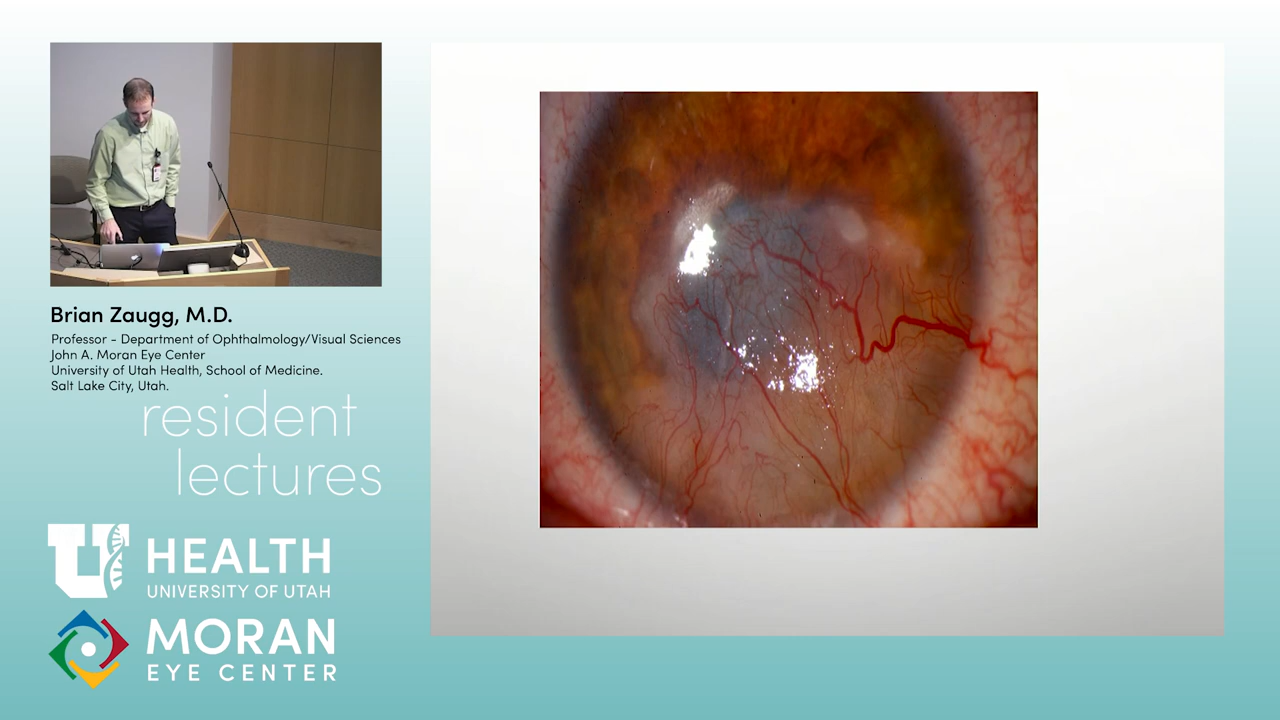 Brian Zaugg, M.D.
Professor - Department of Ophthalmology/Visual Sciences
John A. Moran Eye Center
University of Utah Health, School of Medicine.
Salt Lake City, Utah.
resident
lectures
U HEALTH
UNIVERSITY OF UTAH
MORAN
EYE CENTER